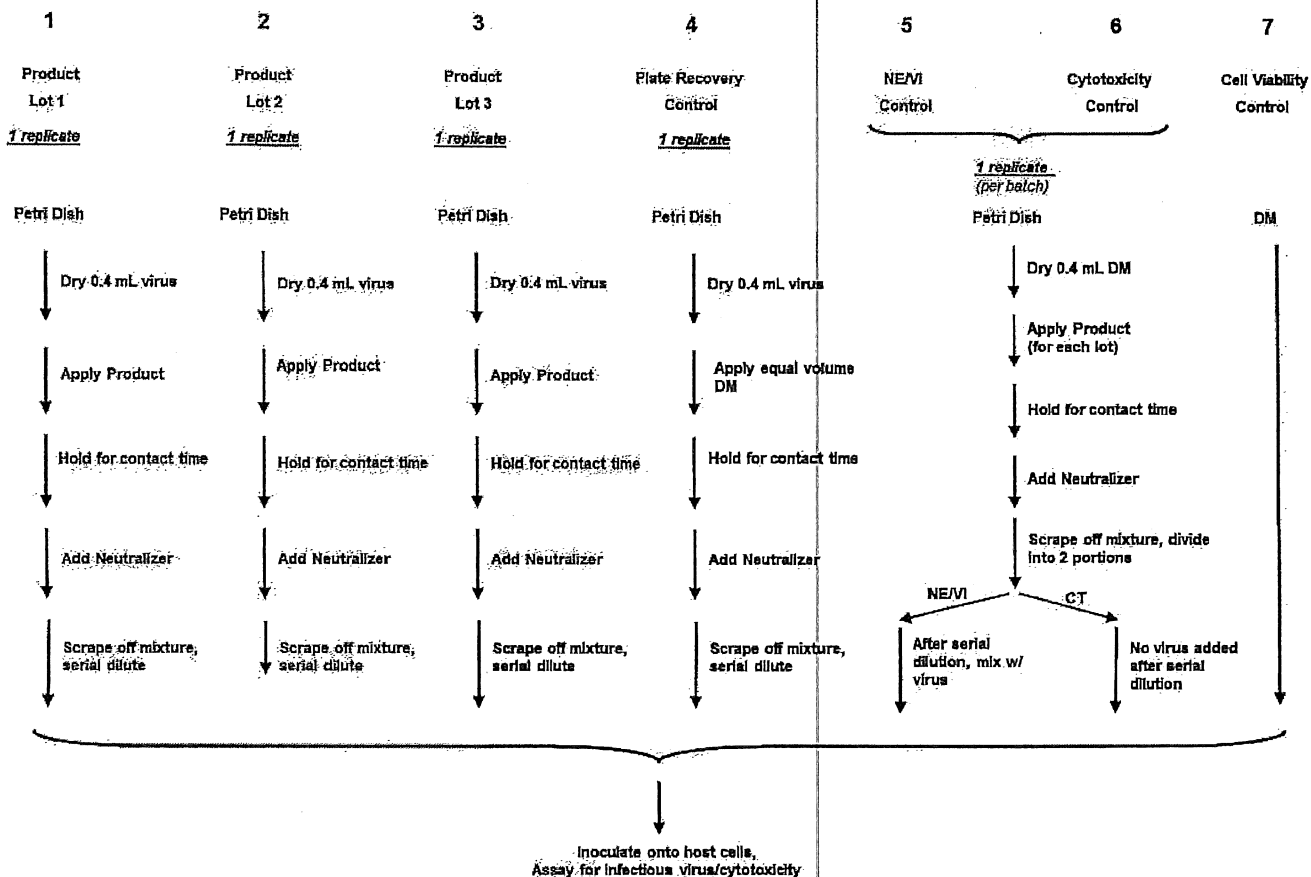 1 2 3 4 5 6 7
Product Product Product Plate Recovery NE/VI Cytotoxicity Cell Viability
Lot 1 Lot 2 Lot 3 Control Control Control Control
1 replicate 1 replicate 1 replicate 1 replicate
1 replicate
(per batch)
Petri Dish Petri Dish Petri Dish Petri Dish Petri Dish DM
Dry 0.4 mL virus Dry 0.4 mL virus Dry 0.4 mL virus Dry 0.4 mL virus Dry 0.4 mL DM
Apply Product Apply Product Apply Product Apply equal volume
DM
Apply Product
(for each lot)
Hold for contact time Hold for contact time Hold for contact time Hold for contact time Hold for contact time
Add Neutralizer Add Neutralizer Add Neutralizer Add Neutralizer Add Neutralizer
Scrape off mixture, divide
into 2 portions
NE/VI CT
Scrape off mixture,
serial dilute
Scrape off mixture,
serial dilute
Scrape off mixture,
serial dilute
Scrape off mixture,
serial dilute
After serial
dilution, mix w/
virus
No virus added
after serial
dilution
Inoculate onto host cells,
Assay for infectious virus/cytotoxicity